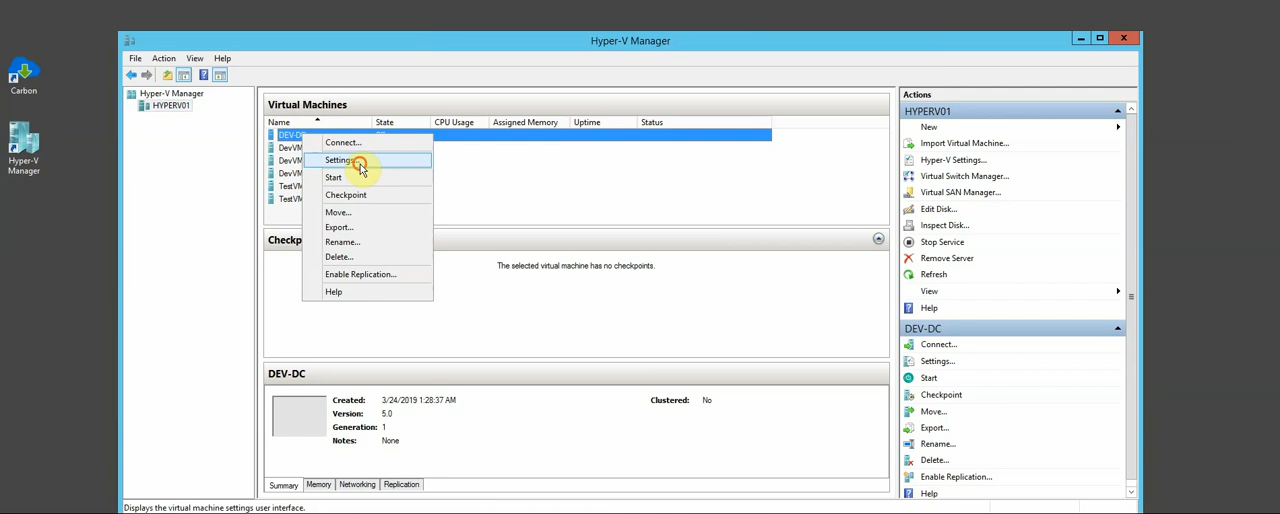 Carbon
Hyper-V
Manager
Hyper-V Manager
File Action View Help
Hyper-V Manager
HYPERV01
Virtual Machines
Name State CPU Usage Assigned Memory Uptime Status
DEV-DC
DevVM
DevVM
DevVM
TestVM
TestVM
Connect...
Settings...
Start
Checkpoint
Move...
Export...
Rename...
Delete...
Enable Replication...
Help
Checkp
The selected virtual machine has no checkpoints.
DEV-DC
Created: 3/24/2019 1:28:37 AM Clustered: No
Version: 5.0
Generation: 1
Notes: None
Summary Memory Networking Replication
Actions
HYPERV01
New
Import Virtual Machine...
Hyper-V Settings...
Virtual Switch Manager...
Virtual SAN Manager...
Edit Disk...
Inspect Disk...
Stop Service
Remove Server
Refresh
View
Help
DEV-DC
Connect...
Settings...
Start
Checkpoint
Move...
Export...
Rename...
Delete...
Enable Replication...
Help
Displays the virtual machine settings user interface.